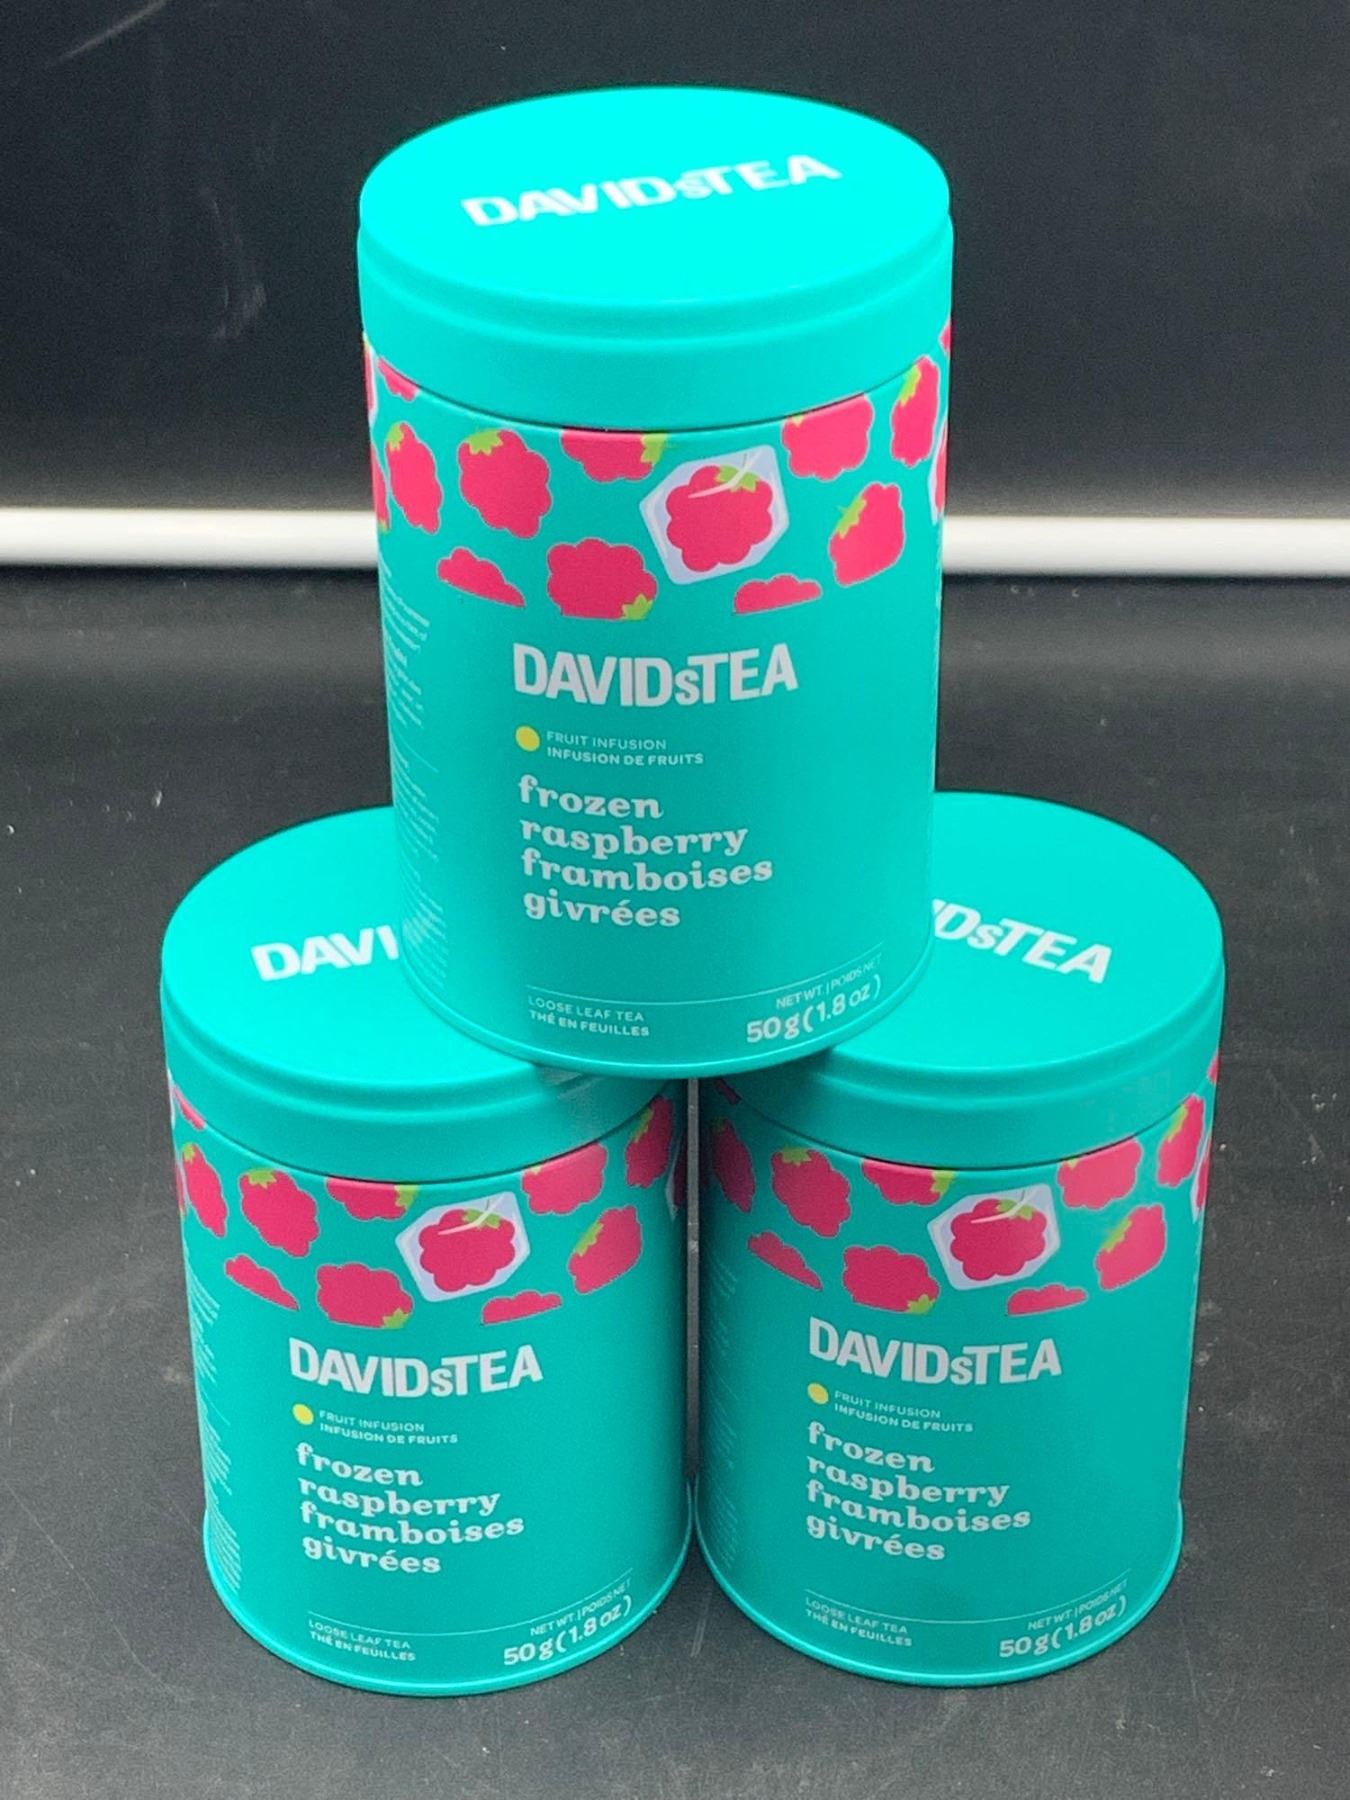 DAVIDsTEA
DAVIDsTEA
FRUIT INFUSION
INFUSION DE FRUITS
frozen
raspberry
framboises
givrées
LOOSE LEAF TEA
THÉ EN FEUILLES
NET WT. | POIDS NET
50 g (1.8 oz)
DAVI
DAVIDsTEA
FRUIT INFUSION
INFUSION DE FRUITS
frozen
raspberry
framboises
givrées
LOOSE LEAF TEA
THÉ EN FEUILLES
NET WT. | POIDS NET
50 g (1.8 oz)
DsTEA
DAVIDsTEA
FRUIT INFUSION
INFUSION DE FRUITS
frozen
raspberry
framboises
givrées
LOOSE LEAF TEA
THÉ EN FEUILLES
NET WT. | POIDS NET
50 g (1.8 oz)